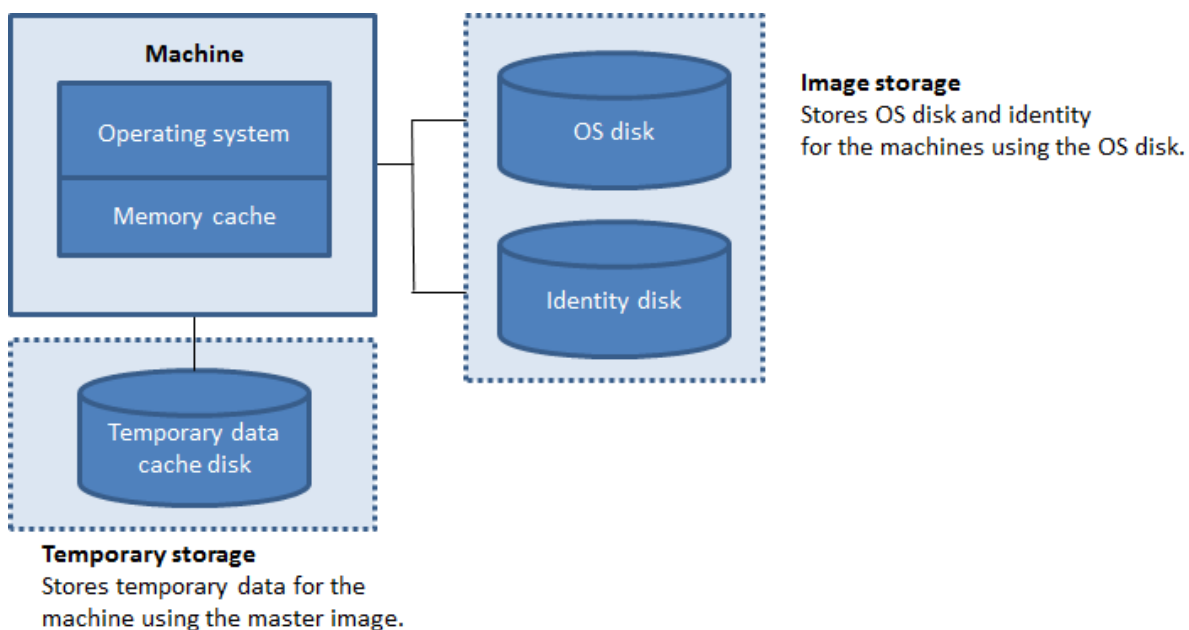 Machine
Operating system
Memory cache
OS disk
Identity disk
Image storage
Stores OS disk and identity
for the machines using the OS disk.
Temporary data
cache disk
Temporary storage
Stores temporary data for the
machine using the master image.